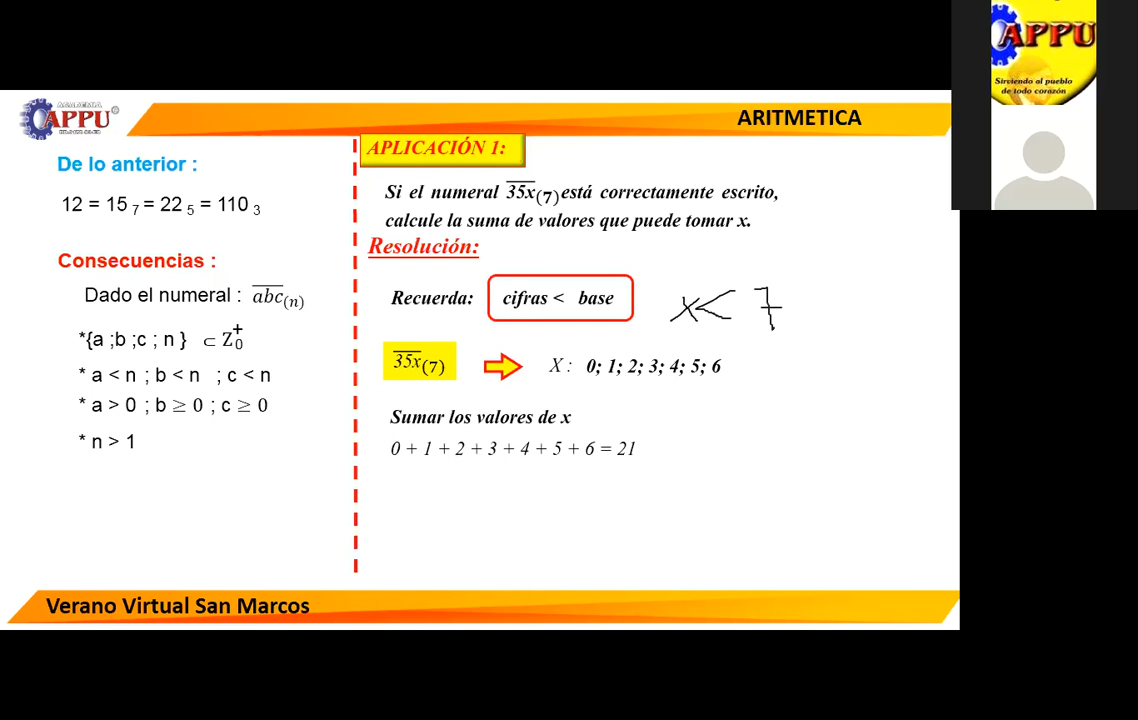 APPU
Sirviendo al pueblo
de todo corazón
ACADEMIA
APPU
ARITMETICA
De lo anterior :
12 = 15 ₇ = 22 ₅ = 110 ₃
Consecuencias :
Dado el numeral : \overline{abc}₍ₙ₎
*{a ;b ;c ; n } ⊂ Z₀⁺
* a < n ; b < n ; c < n
* a > 0 ; b ≥ 0 ; c ≥ 0
* n > 1
APLICACIÓN 1:
Si el numeral \overline{35x}₍₇₎ está correctamente escrito,
calcule la suma de valores que puede tomar x.
Resolución:
Recuerda: cifras < base
x < 7
\overline{35x}₍₇₎ X : 0; 1; 2; 3; 4; 5; 6
Sumar los valores de x
0 + 1 + 2 + 3 + 4 + 5 + 6 = 21
Verano Virtual San Marcos